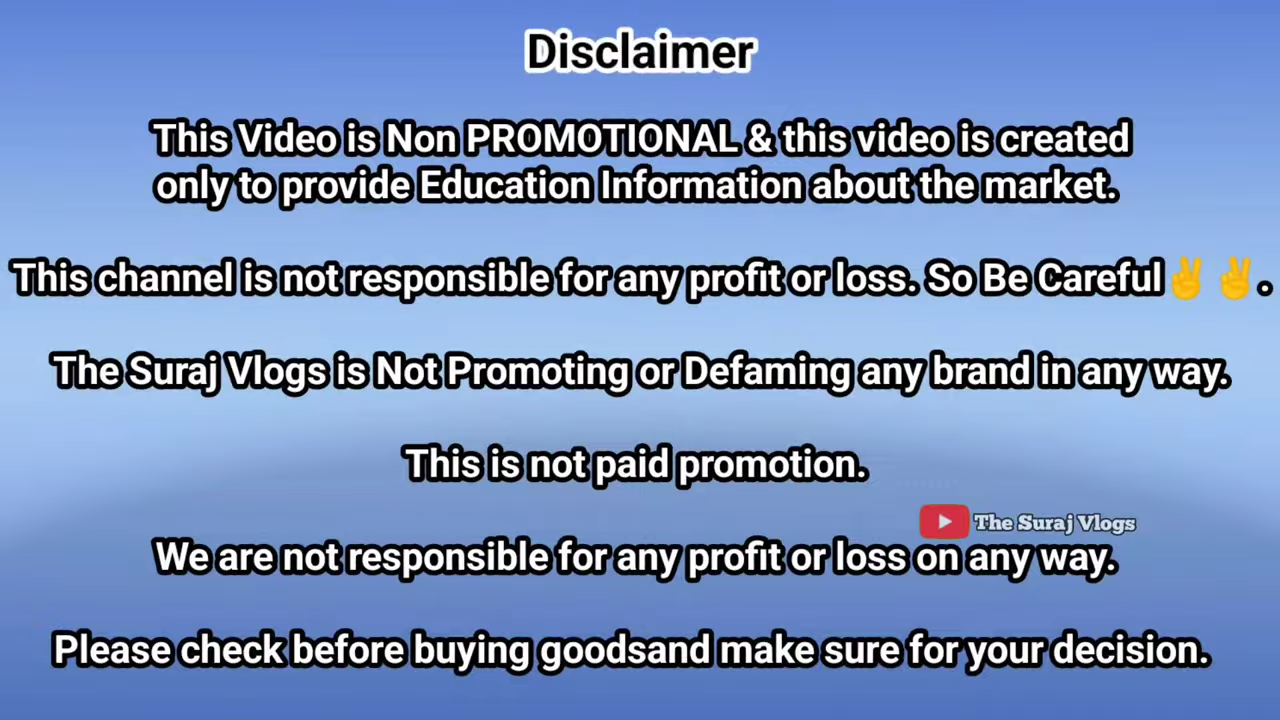 Disclaimer
This Video is Non PROMOTIONAL & this video is created
only to provide Education Information about the market.
This channel is not responsible for any profit or loss. So Be Careful✌️✌️.
The Suraj Vlogs is Not Promoting or Defaming any brand in any way.
This is not paid promotion.
The Suraj Vlogs
We are not responsible for any profit or loss on any way.
Please check before buying goodsand make sure for your decision.